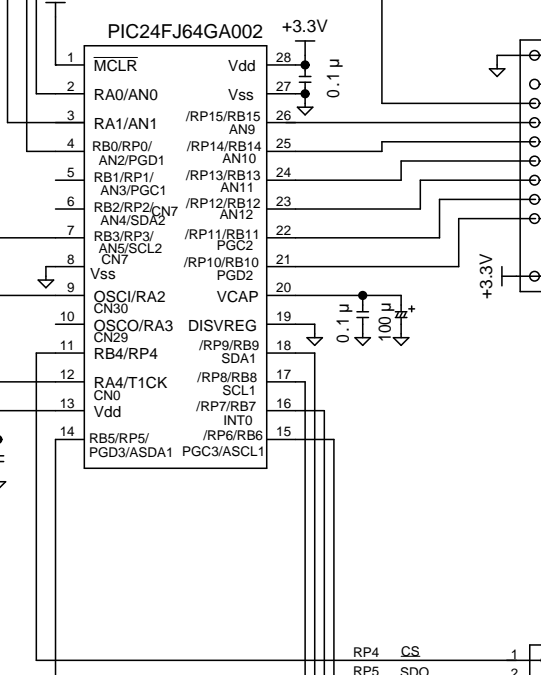 PIC24FJ64GA002
+3.3V
1 MCLR
2 RA0/AN0
3 RA1/AN1
4 RB0/RP0/
AN2/PGD1
5 RB1/RP1/
AN3/PGC1
6 RB2/RP2/CN7
AN4/SDA2
7 RB3/RP3/
AN5/SCL2
CN7
8 Vss
9 OSCI/RA2
CN30
10 OSCO/RA3
CN29
11 RB4/RP4
12 RA4/T1CK
CN0
13 Vdd
14 RB5/RP5/
PGD3/ASDA1
Vdd 28
0.1 µ
Vss 27
/RP15/RB15 26
AN9
/RP14/RB14 25
AN10
/RP13/RB13 24
AN11
/RP12/RB12 23
AN12
/RP11/RB11 22
PGC2
/RP10/RB10 21
PGD2
VCAP 20
DISVREG 19
/RP9/RB9 18
SDA1
/RP8/RB8 17
SCL1
/RP7/RB7 16
INT0
/RP6/RB6 15
PGC3/ASCL1
0.1 µ
100 µ
+
+3.3V
RP4 CS 1
RP5 SDO 2